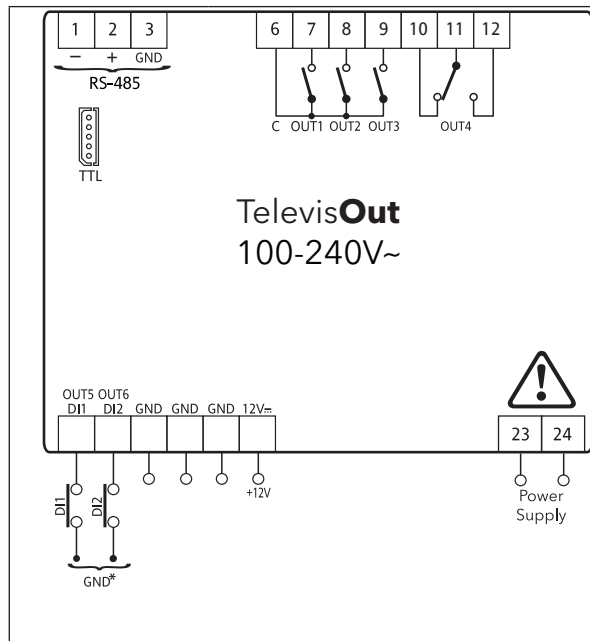 1 2 3 6 7 8 9 10 11 12
− + GND
RS-485
C OUT1 OUT2 OUT3 OUT4
TTL
TelevisOut
100-240V~
OUT5 OUT6
DI1 DI2 GND GND GND 12V⎓
23 24
+12V
DI1 DI2
Power
Supply
GND*